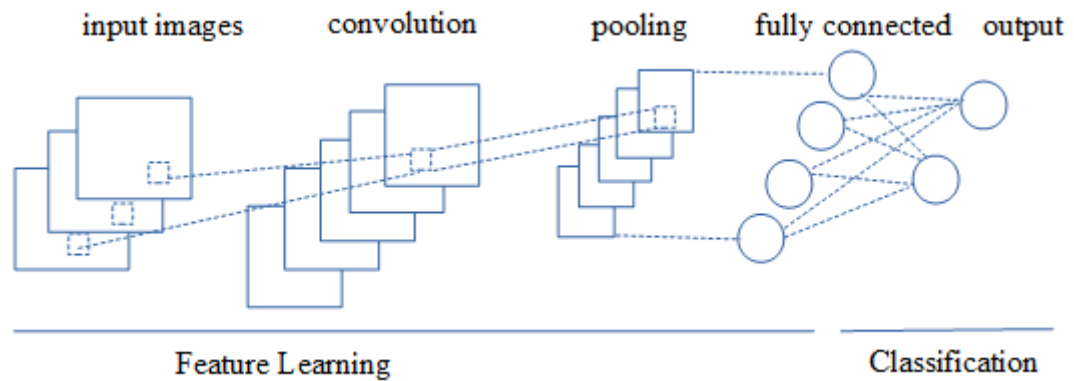 input images convolution pooling fully connected output
Feature Learning Classification